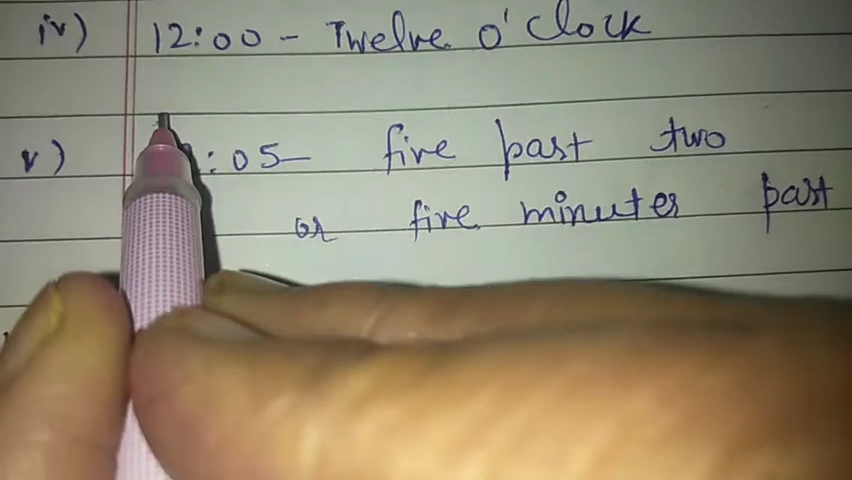 iv) 12:00 - Twelve o' clock
v) :05- five past two
or five minutes past